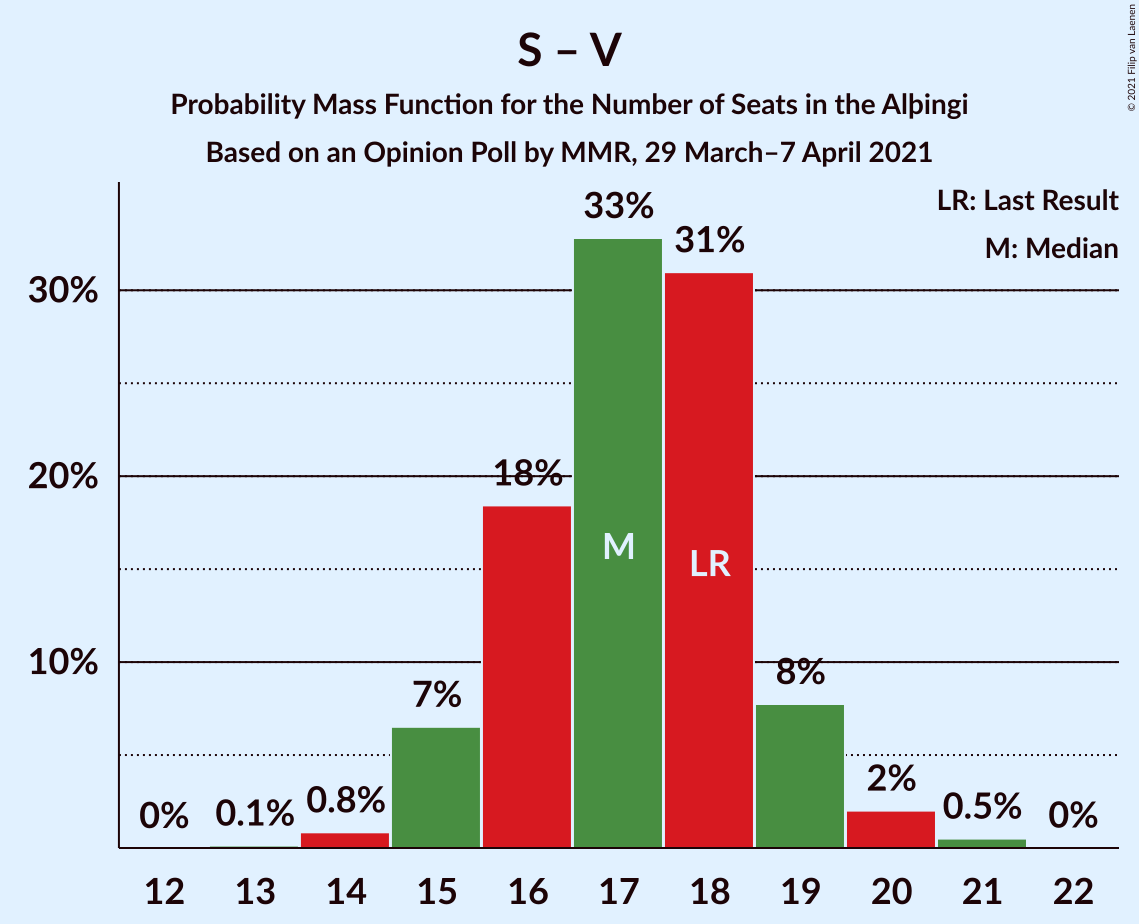 S – V
Probability Mass Function for the Number of Seats in the Alþingi
Based on an Opinion Poll by MMR, 29 March–7 April 2021
© 2021 Filip van Laenen
LR: Last Result
M: Median
30%
20%
10%
0%
0.1%
0.8%
7%
18%
33%
31%
8%
2%
0.5%
0%
M
LR
12 13 14 15 16 17 18 19 20 21 22